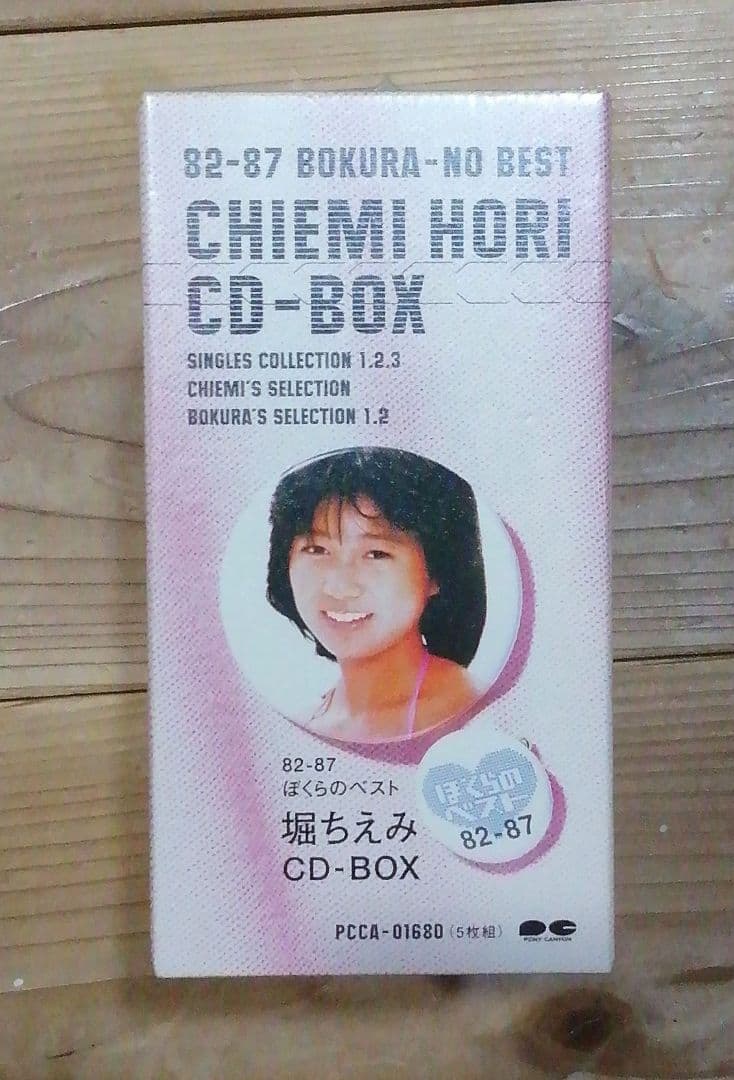 82-87 BOKURA-NO BEST
CHIEMI HORI
CD-BOX
SINGLES COLLECTION 1.2.3
CHIEMI'S SELECTION
BOKURA'S SELECTION 1.2
82-87
ぼくらのベスト
堀ちえみ
CD-BOX
ぼくらの
ベスト
82-87
PCCA-01680(5枚組)
PONY CANYON